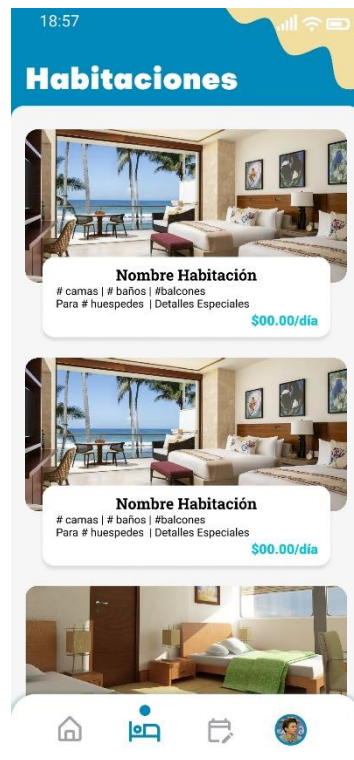 18:57
Habitaciones
Nombre Habitación
# camas | # baños | #balcones
Para # huespedes | Detalles Especiales
$00.00/día
Nombre Habitación
# camas | # baños | #balcones
Para # huespedes | Detalles Especiales
$00.00/día